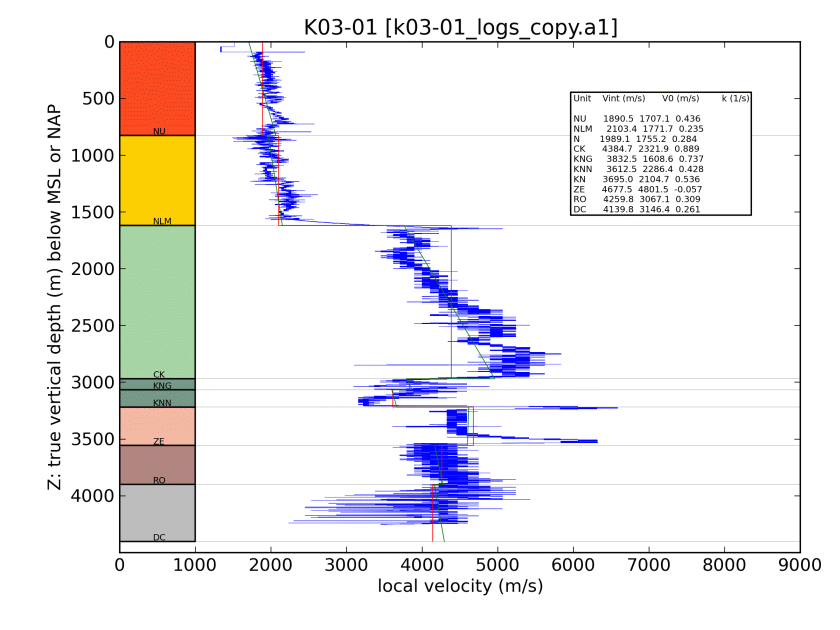 K03-01 [k03-01_logs_copy.a1]
Z: true vertical depth (m) below MSL or NAP
0
500
1000
1500
2000
2500
3000
3500
4000
NU
NLM
CK
KNG
KNN
ZE
RO
DC
Unit Vint (m/s) V0 (m/s) k (1/s)
NU 1890.5 1707.1 0.436
NLM 2103.4 1771.7 0.235
N 1989.1 1755.2 0.284
CK 4384.7 2321.9 0.889
KNG 3832.5 1608.6 0.737
KNN 3612.5 2286.4 0.428
KN 3695.0 2104.7 0.536
ZE 4677.5 4801.5 -0.057
RO 4259.8 3067.1 0.309
DC 4139.8 3146.4 0.261
0 1000 2000 3000 4000 5000 6000 7000 8000 9000
local velocity (m/s)